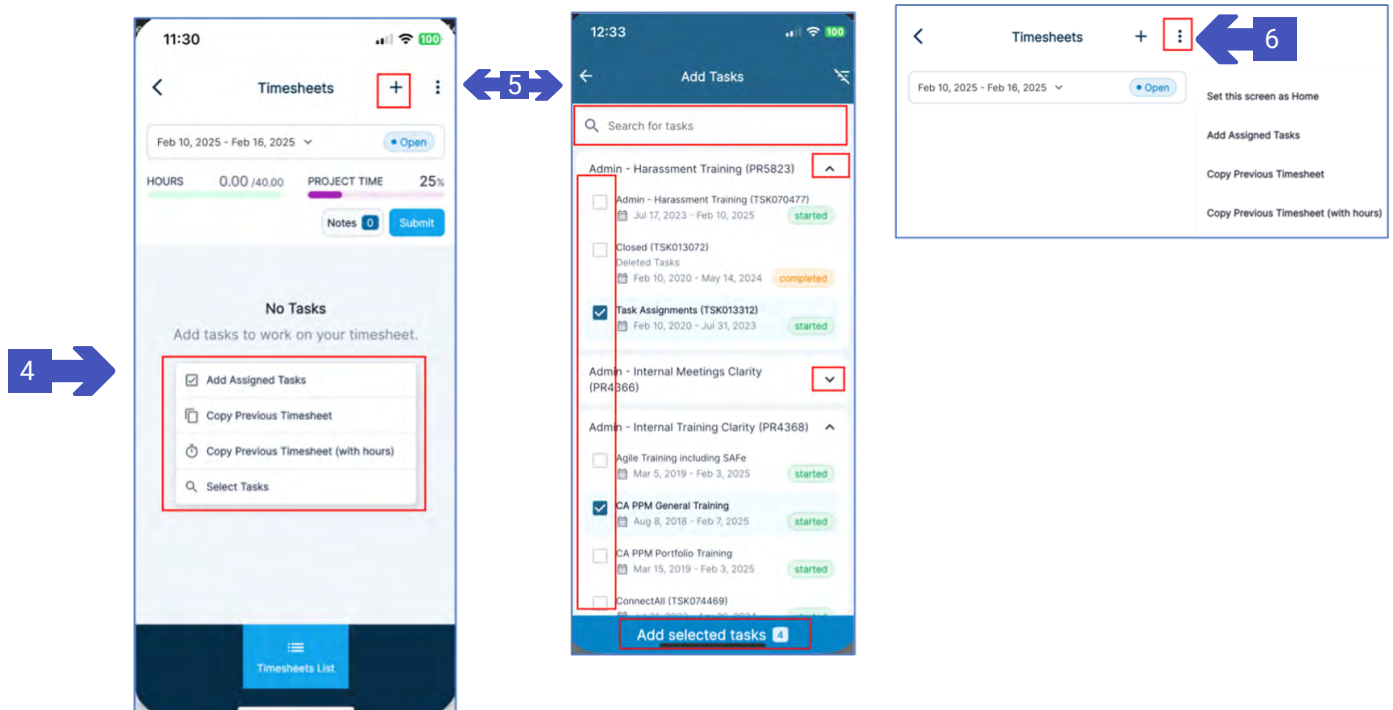 11:30
100
Timesheets
Feb 10, 2025 - Feb 16, 2025
Open
HOURS 0.00 /40.00 PROJECT TIME 25%
Notes 0 Submit
No Tasks
Add tasks to work on your timesheet.
4
Add Assigned Tasks
Copy Previous Timesheet
Copy Previous Timesheet (with hours)
Select Tasks
Timesheets List
5
12:33
100
Add Tasks
Search for tasks
Admin - Harassment Training (PR5823)
Admin - Harassment Training (TSK070477)
Jul 17, 2023 - Feb 10, 2025 started
Closed (TSK013072)
Deleted Tasks
Feb 10, 2020 - May 14, 2024 completed
Task Assignments (TSK013312)
Feb 10, 2020 - Jul 31, 2023 started
Admin - Internal Meetings Clarity
(PR4366)
Admin - Internal Training Clarity (PR4368)
Agile Training including SAFe
Mar 5, 2019 - Feb 3, 2025 started
CA PPM General Training
Aug 8, 2018 - Feb 7, 2025 started
CA PPM Portfolio Training
Mar 15, 2019 - Feb 3, 2025 started
ConnectAll (TSK074469)
Add selected tasks 4
Timesheets
6
Feb 10, 2025 - Feb 16, 2025
Open
Set this screen as Home
Add Assigned Tasks
Copy Previous Timesheet
Copy Previous Timesheet (with hours)